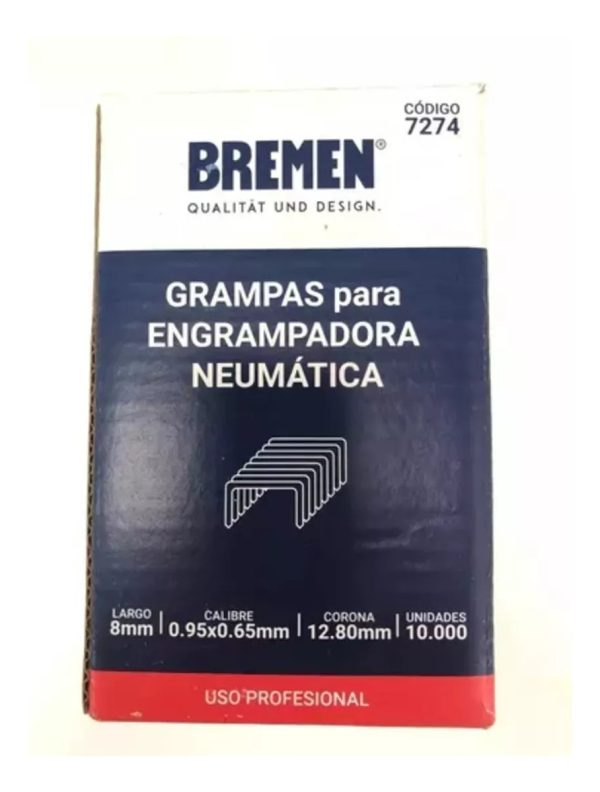 CÓDIGO
7274
BREMEN®
QUALITÄT UND DESIGN.
GRAMPAS para
ENGRAMPADORA
NEUMÁTICA
LARGO
8mm
CALIBRE
0.95x0.65mm
CORONA
12.80mm
UNIDADES
10.000
USO PROFESIONAL